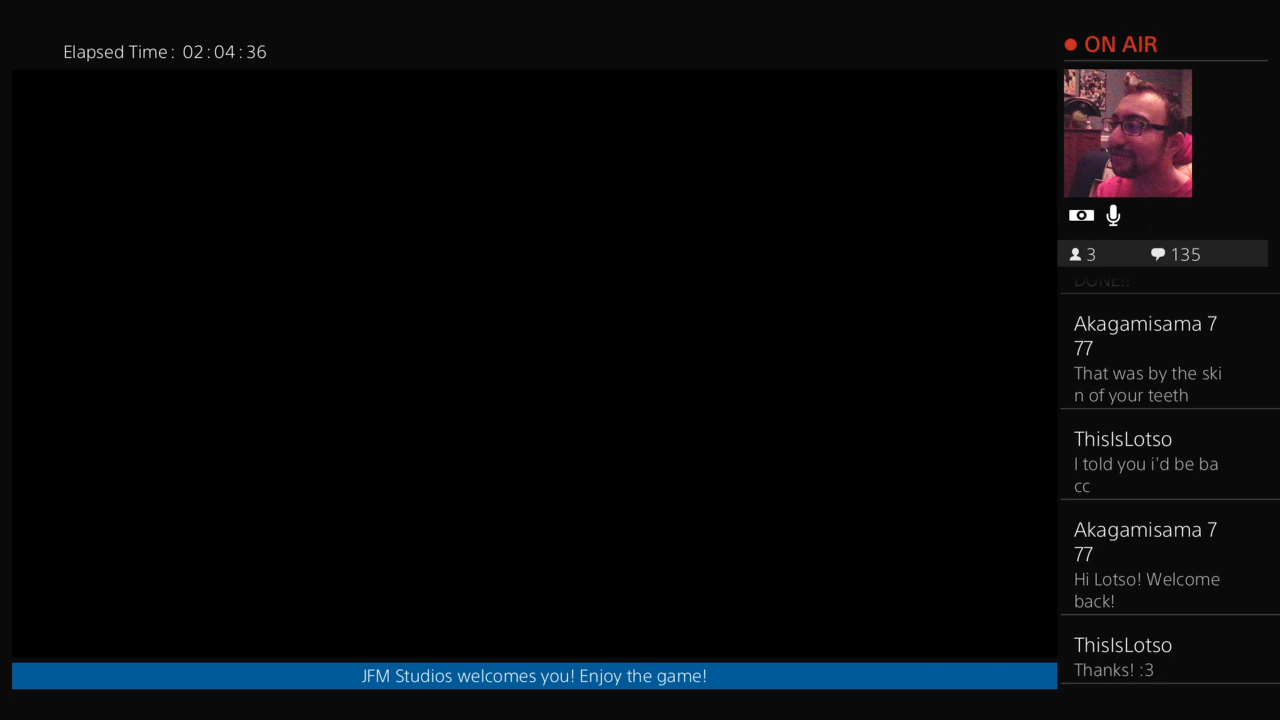 Elapsed Time: 02:04:36
ON AIR
3 135
DONE!!
Akagamisama 7
77
That was by the ski
n of your teeth
ThisIsLotso
I told you i'd be ba
cc
Akagamisama 7
77
Hi Lotso! Welcome
back!
ThisIsLotso
Thanks! :3
JFM Studios welcomes you! Enjoy the game!